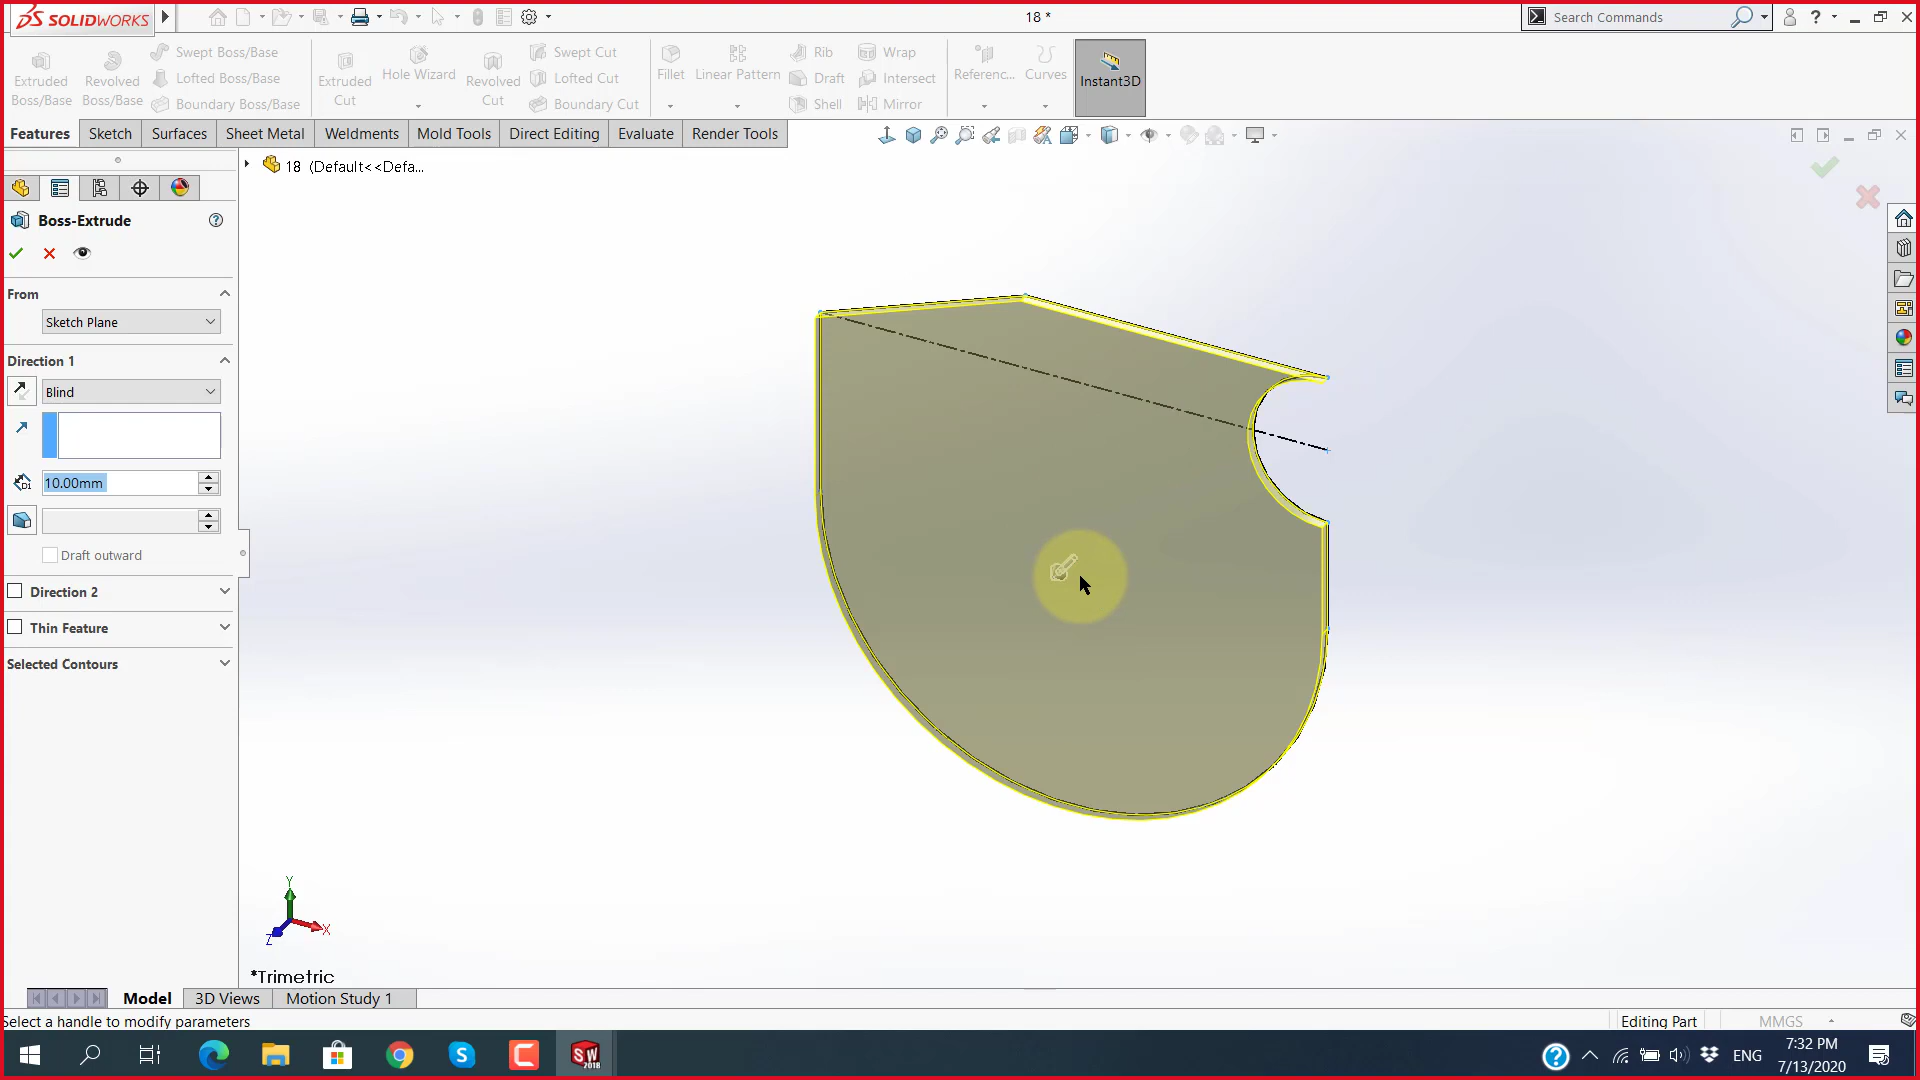 SOLIDWORKS
18 *
Search Commands
Extruded Boss/Base
Revolved Boss/Base
Swept Boss/Base
Lofted Boss/Base
Boundary Boss/Base
Extruded Cut
Hole Wizard
Revolved Cut
Swept Cut
Lofted Cut
Boundary Cut
Fillet
Linear Pattern
Rib
Draft
Shell
Wrap
Intersect
Mirror
Referenc...
Curves
Instant3D
Features
Sketch
Surfaces
Sheet Metal
Weldments
Mold Tools
Direct Editing
Evaluate
Render Tools
18 (Default<<Defa...
Boss-Extrude
From
Sketch Plane
Direction 1
Blind
10.00mm
Draft outward
Direction 2
Thin Feature
Selected Contours
Y
X
Z
*Trimetric
Model
3D Views
Motion Study 1
Select a handle to modify parameters
Editing Part
MMGS
SW
2018
ENG
7:32 PM
7/13/2020